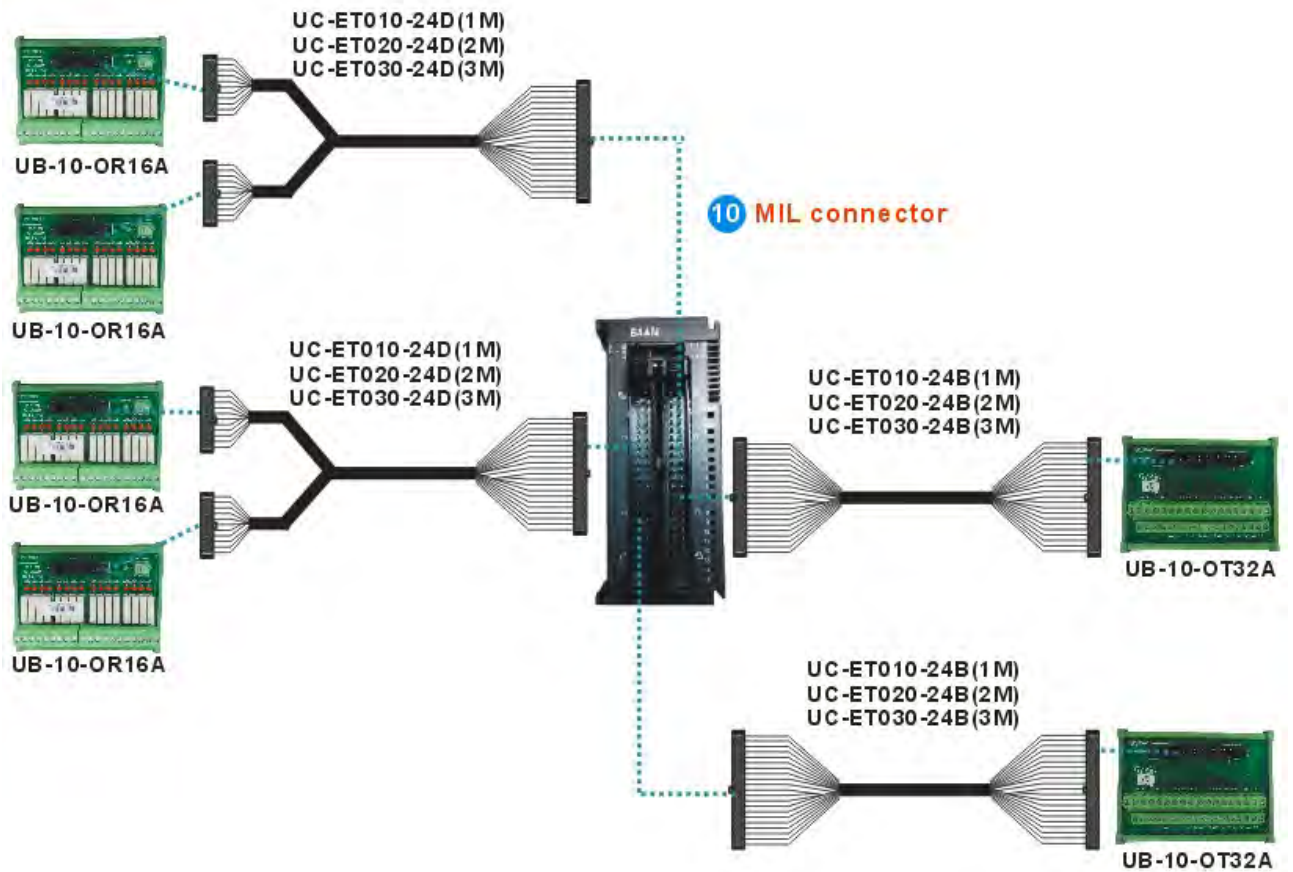 UC-ET010-24D(1M)
UC-ET020-24D(2M)
UC-ET030-24D(3M)
UB-10-OR16A
10 MIL connector
UB-10-OR16A
64AN
UC-ET010-24D(1M)
UC-ET020-24D(2M)
UC-ET030-24D(3M)
UC-ET010-24B(1M)
UC-ET020-24B(2M)
UC-ET030-24B(3M)
UB-10-OR16A
UB-10-OT32A
UB-10-OR16A
UC-ET010-24B(1M)
UC-ET020-24B(2M)
UC-ET030-24B(3M)
UB-10-OT32A